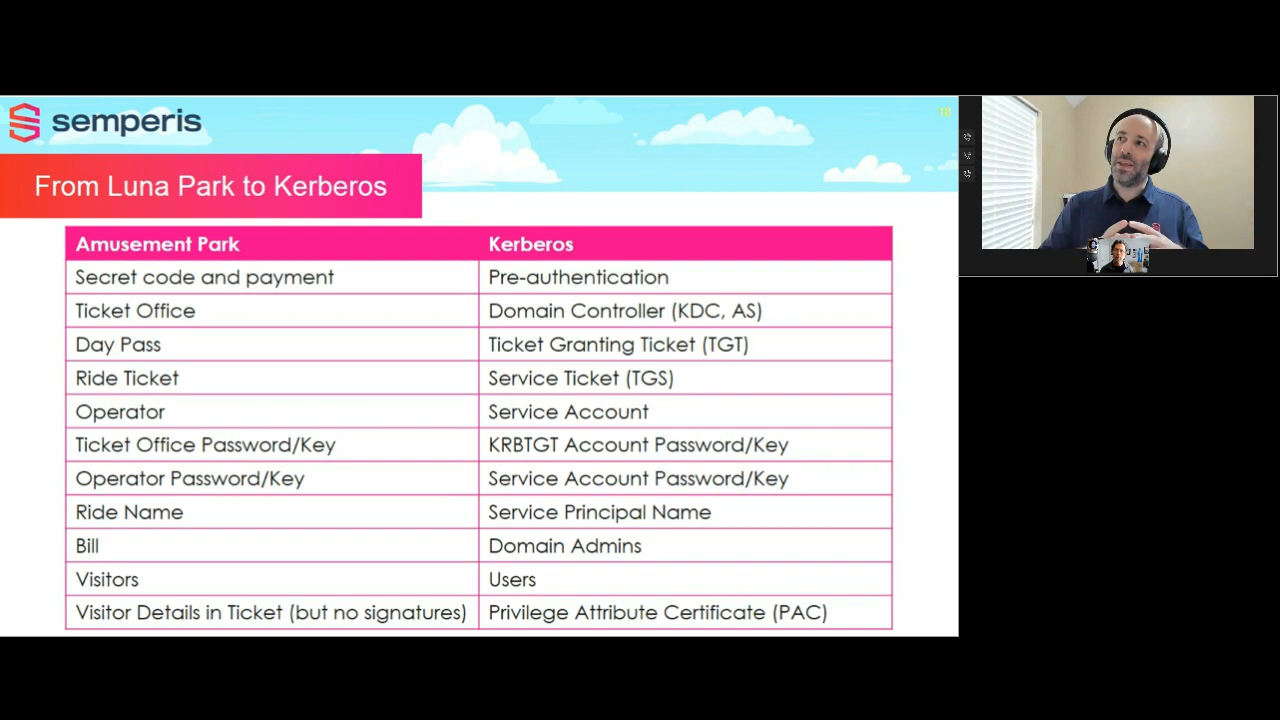 semperis
From Luna Park to Kerberos
Amusement Park Kerberos
Secret code and payment Pre-authentication
Ticket Office Domain Controller (KDC, AS)
Day Pass Ticket Granting Ticket (TGT)
Ride Ticket Service Ticket (TGS)
Operator Service Account
Ticket Office Password/Key KRBTGT Account Password/Key
Operator Password/Key Service Account Password/Key
Ride Name Service Principal Name
Bill Domain Admins
Visitors Users
Visitor Details in Ticket (but no signatures) Privilege Attribute Certificate (PAC)